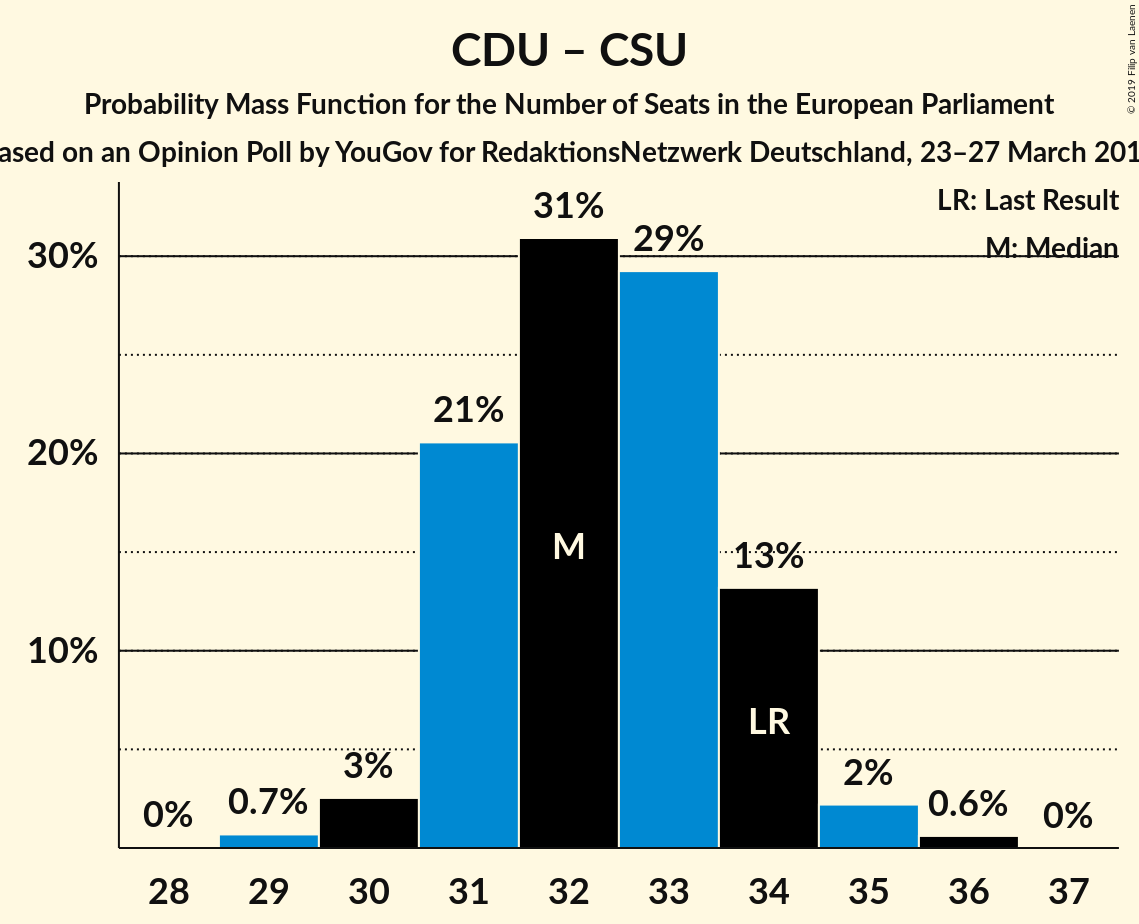 © 2019 Filip van Laenen
CDU – CSU
Probability Mass Function for the Number of Seats in the European Parliament
ased on an Opinion Poll by YouGov for RedaktionsNetzwerk Deutschland, 23–27 March 201
LR: Last Result
M: Median
30%
20%
10%
0%
0.7%
3%
21%
31%
29%
13%
2%
0.6%
0%
M
LR
28 29 30 31 32 33 34 35 36 37